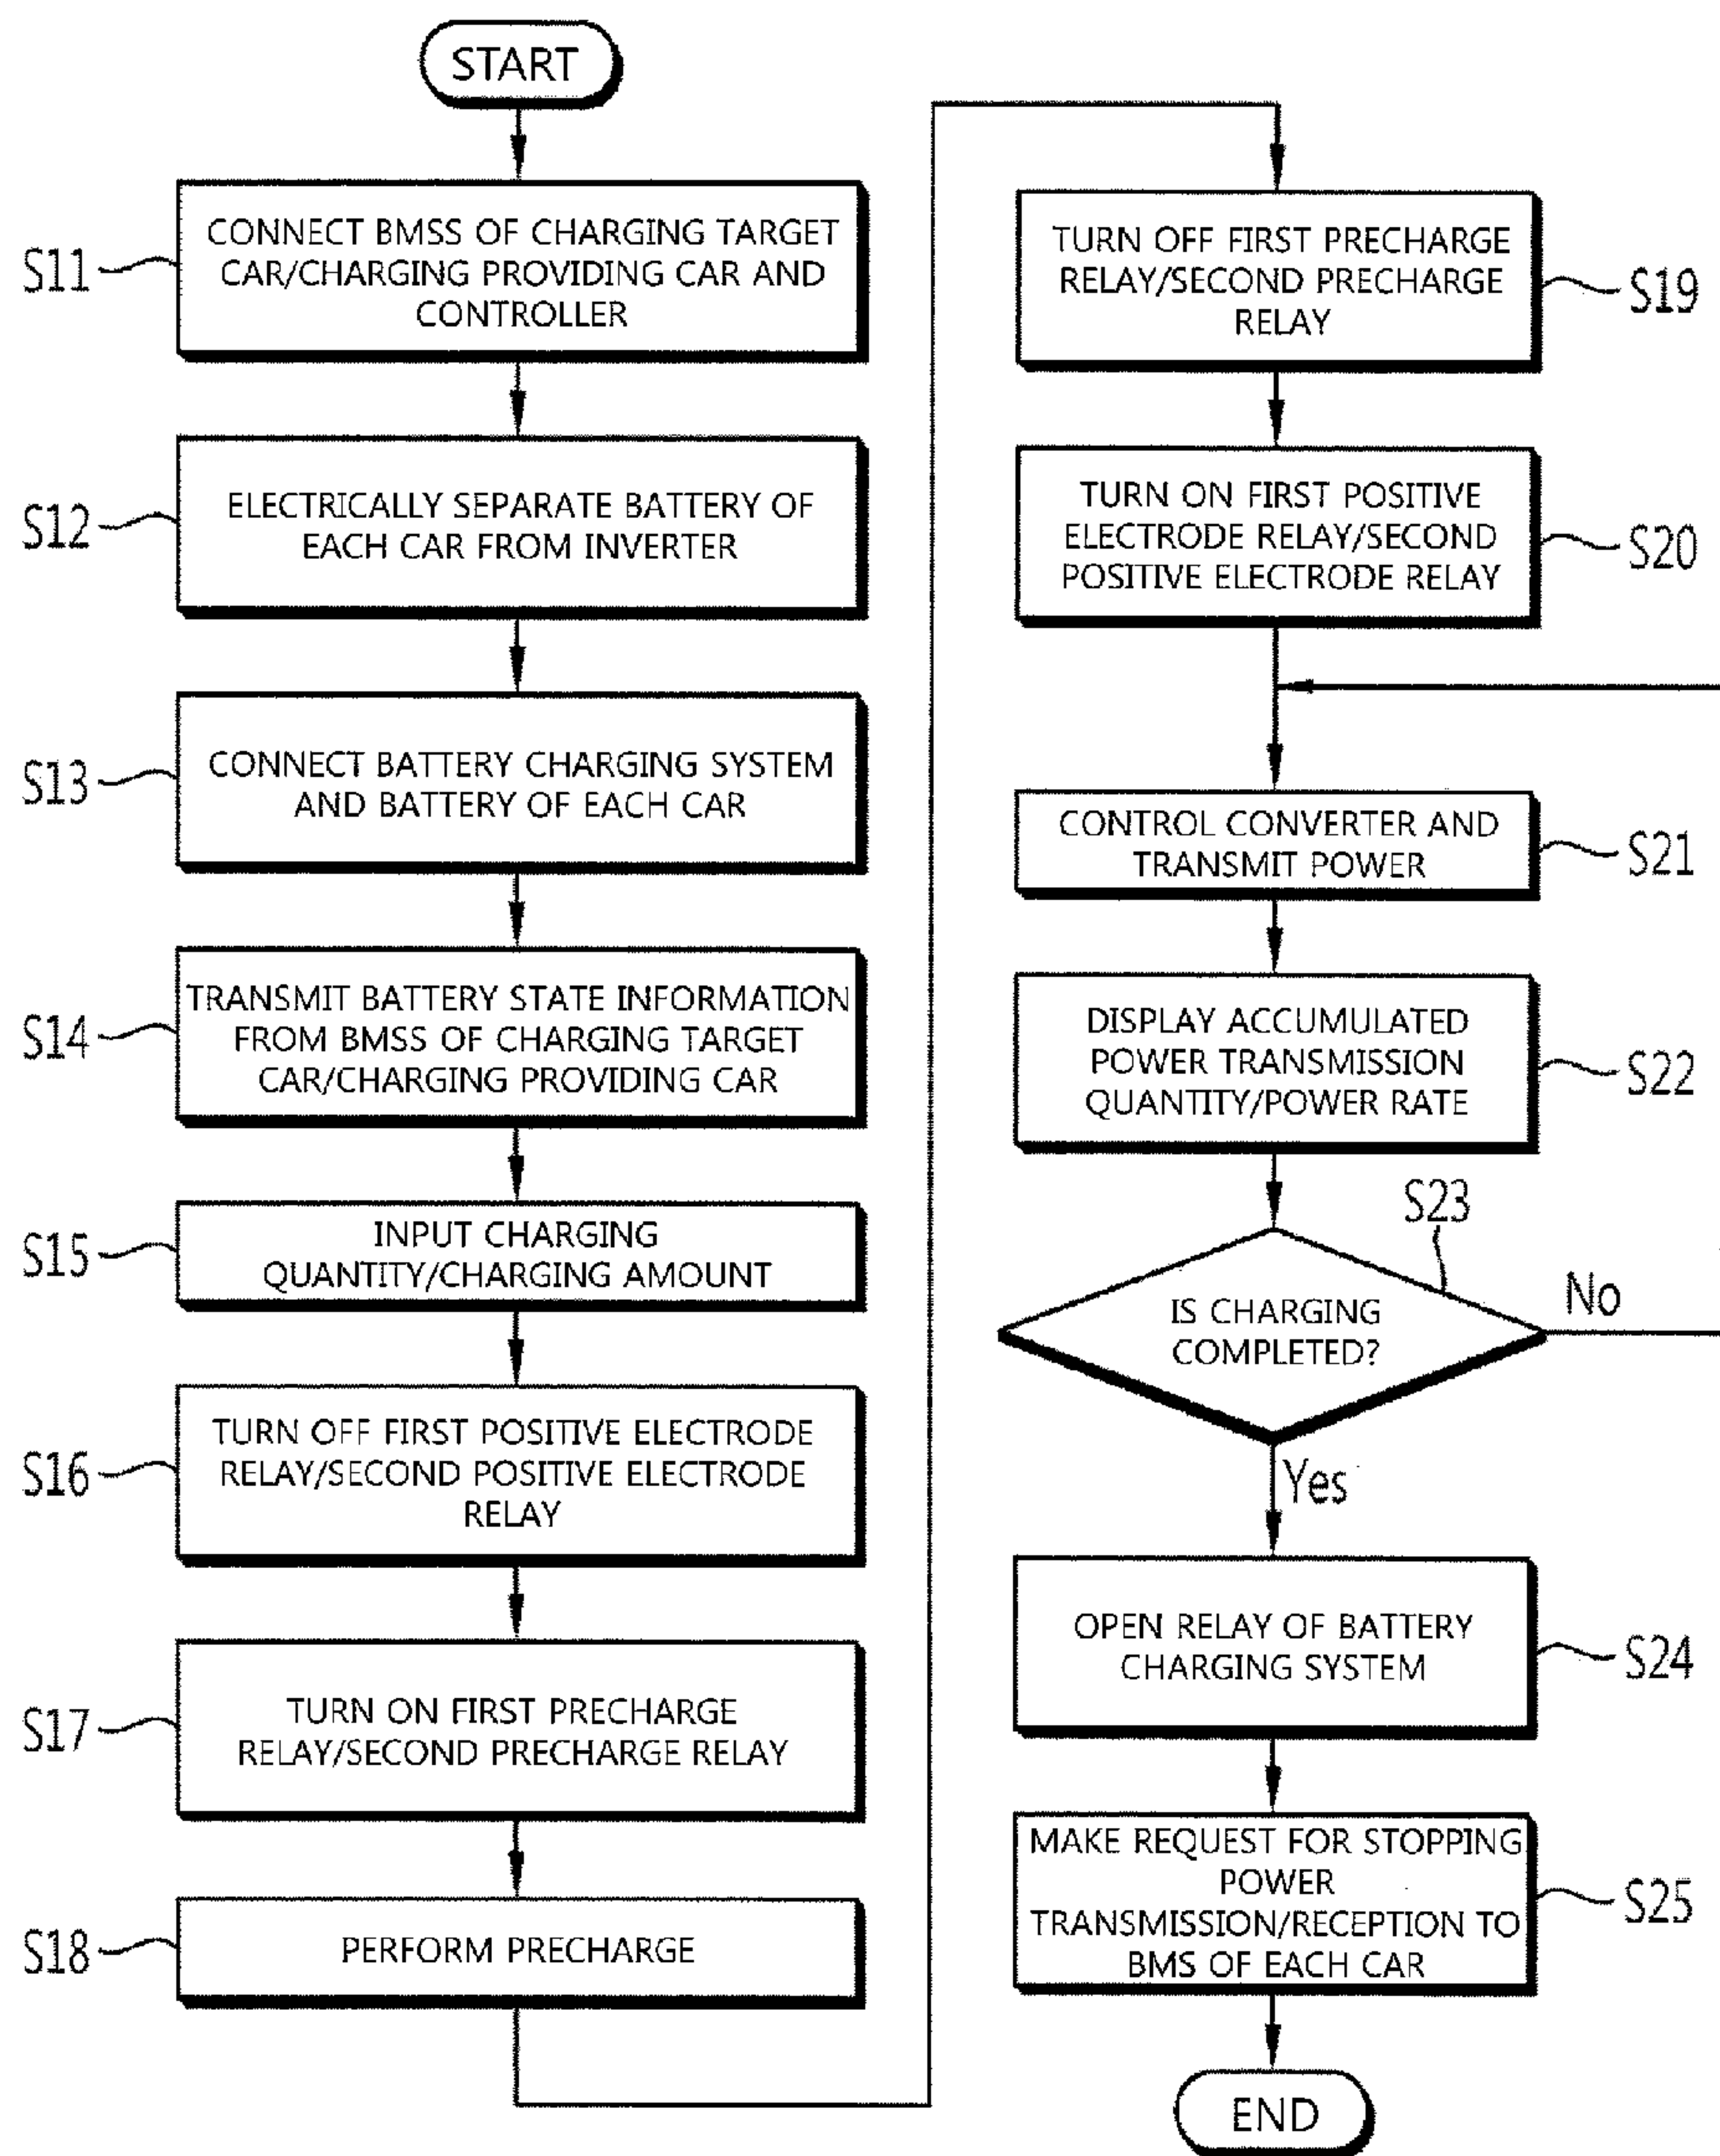 START
S11
CONNECT BMSS OF CHARGING TARGET
CAR/CHARGING PROVIDING CAR AND
CONTROLLER
S12
ELECTRICALLY SEPARATE BATTERY OF
EACH CAR FROM INVERTER
S13
CONNECT BATTERY CHARGING SYSTEM
AND BATTERY OF EACH CAR
S14
TRANSMIT BATTERY STATE INFORMATION
FROM BMSS OF CHARGING TARGET
CAR/CHARGING PROVIDING CAR
S15
INPUT CHARGING
QUANTITY/CHARGING AMOUNT
S16
TURN OFF FIRST POSITIVE ELECTRODE
RELAY/SECOND POSITIVE ELECTRODE
RELAY
S17
TURN ON FIRST PRECHARGE
RELAY/SECOND PRECHARGE RELAY
S18
PERFORM PRECHARGE
TURN OFF FIRST PRECHARGE
RELAY/SECOND PRECHARGE
RELAY
S19
TURN ON FIRST POSITIVE
ELECTRODE RELAY/SECOND
POSITIVE ELECTRODE RELAY
S20
CONTROL CONVERTER AND
TRANSMIT POWER
S21
DISPLAY ACCUMULATED
POWER TRANSMISSION
QUANTITY/POWER RATE
S22
S23
IS CHARGING
COMPLETED?
No
Yes
OPEN RELAY OF BATTERY
CHARGING SYSTEM
S24
MAKE REQUEST FOR STOPPING
POWER
TRANSMISSION/RECEPTION TO
BMS OF EACH CAR
S25
END